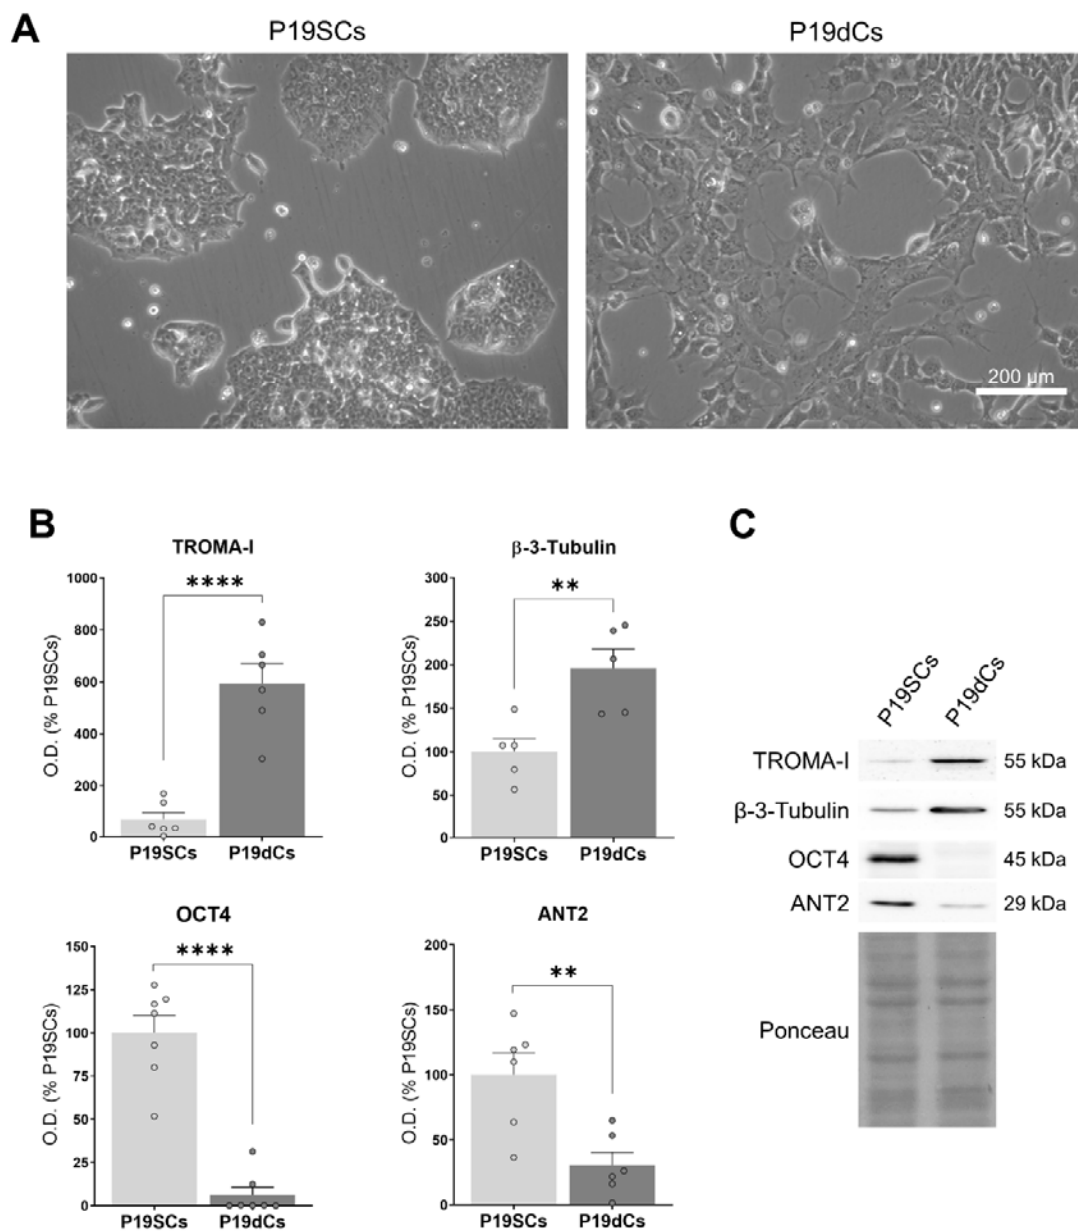 A
P19SCs
P19dCs
200 µm
B
TROMA-I
****
O.D. (% P19SCs)
1000
800
600
400
200
0
P19SCs
P19dCs
β-3-Tubulin
**
O.D. (% P19SCs)
300
250
200
150
100
50
0
P19SCs
P19dCs
OCT4
****
O.D. (% P19SCs)
150
125
100
75
50
25
0
P19SCs
P19dCs
ANT2
**
O.D. (% P19SCs)
200
150
100
50
0
P19SCs
P19dCs
C
P19SCs
P19dCs
TROMA-I 55 kDa
β-3-Tubulin 55 kDa
OCT4 45 kDa
ANT2 29 kDa
Ponceau